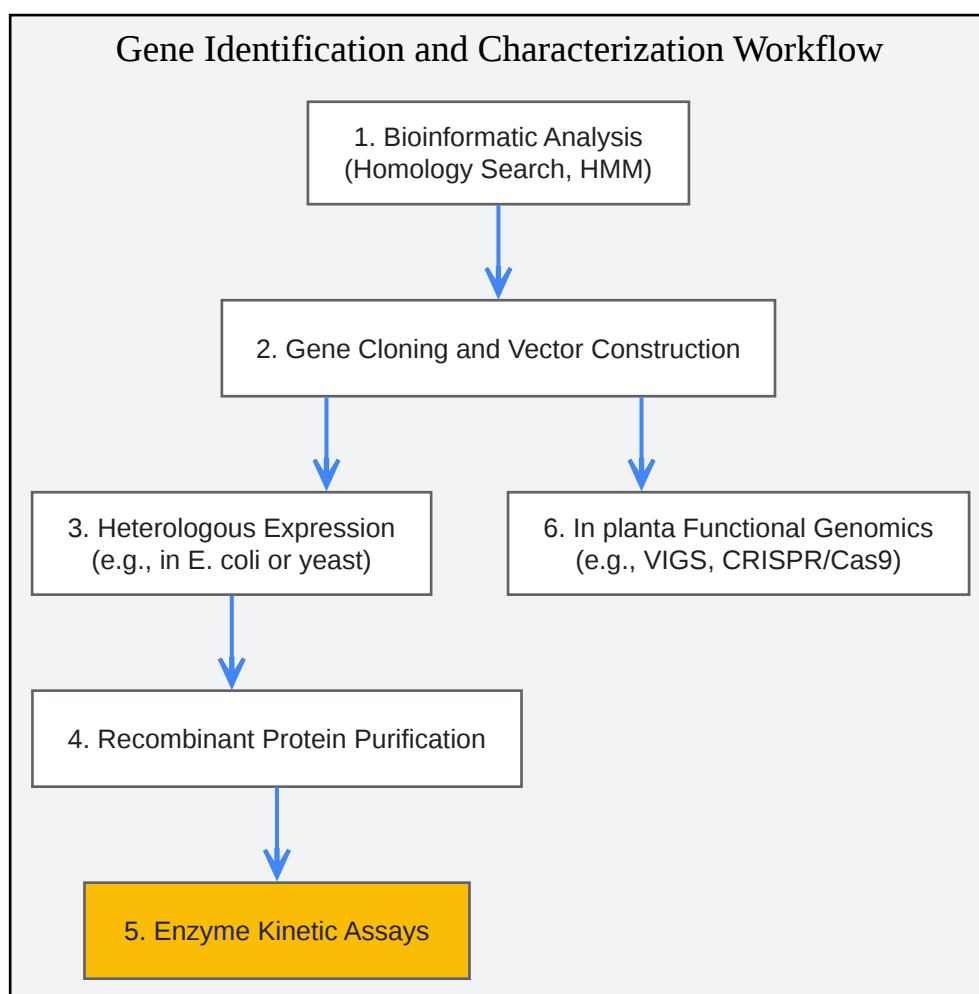 Gene Identification and Characterization Workflow
1. Bioinformatic Analysis
(Homology Search, HMM)
2. Gene Cloning and Vector Construction
3. Heterologous Expression
(e.g., in E. coli or yeast)
6. In planta Functional Genomics
(e.g., VIGS, CRISPR/Cas9)
4. Recombinant Protein Purification
5. Enzyme Kinetic Assays